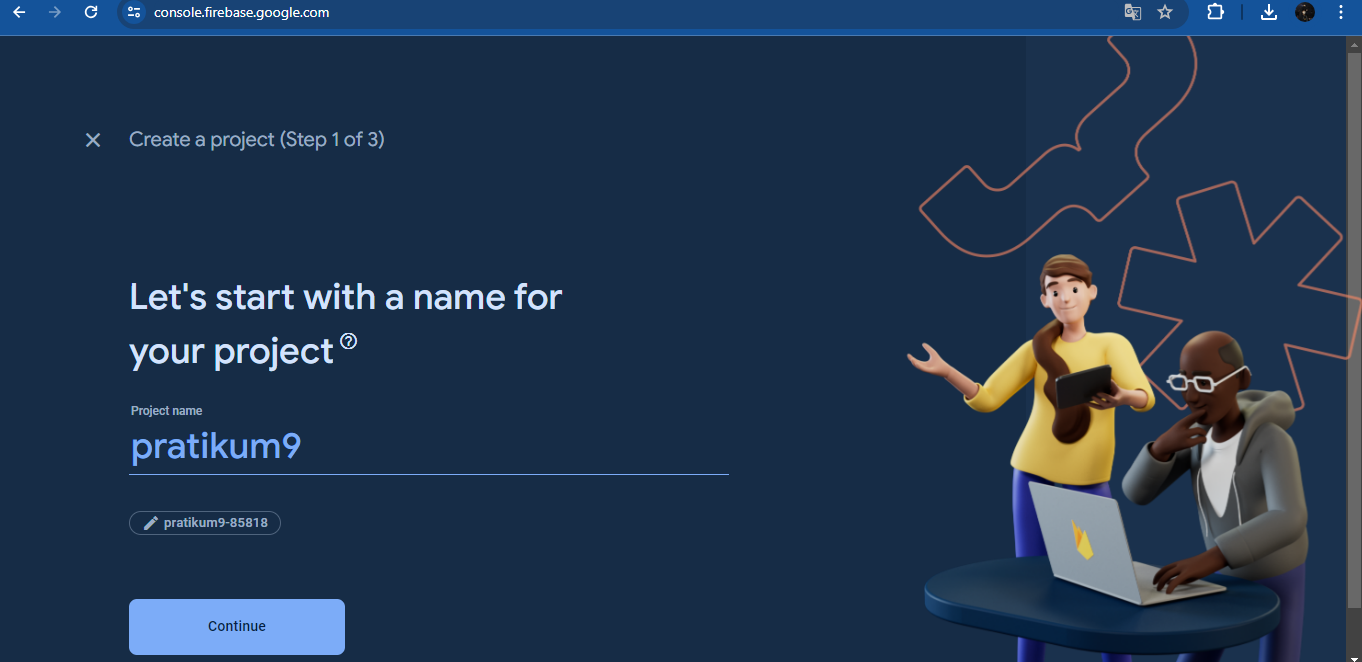 console.firebase.google.com
Create a project (Step 1 of 3)
Let's start with a name for
your project
Project name
pratikum9
pratikum9-85818
Continue